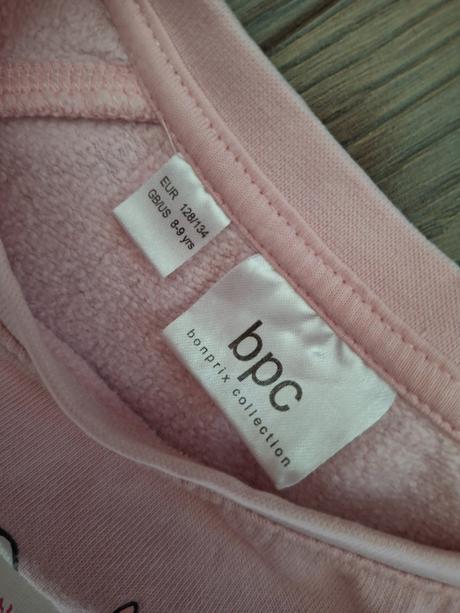 EUR 128/134
GB/US 8-9 yrs
bpc
bonprix collection